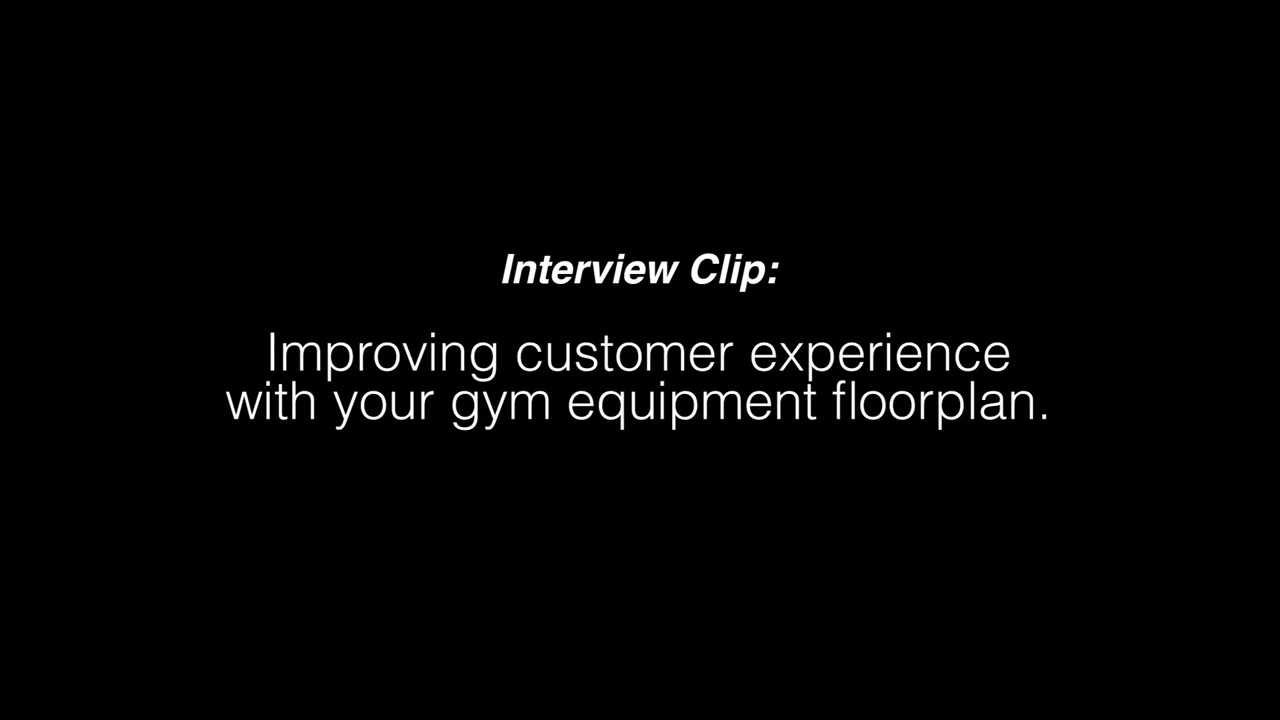 Interview Clip:
Improving customer experience
with your gym equipment floorplan.